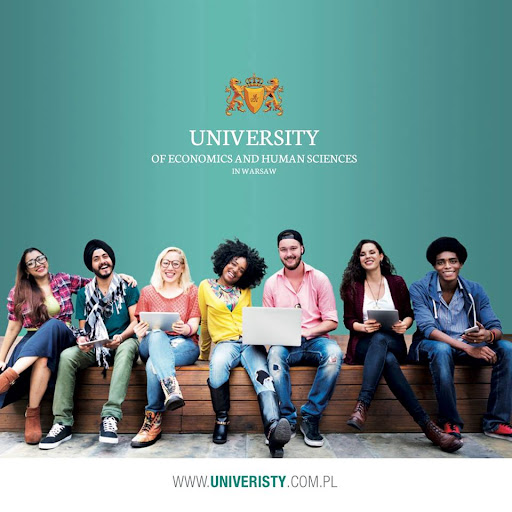 UNIVERSITY
OF ECONOMICS AND HUMAN SCIENCES
IN WARSAW
WWW.UNIVERISTY.COM.PL